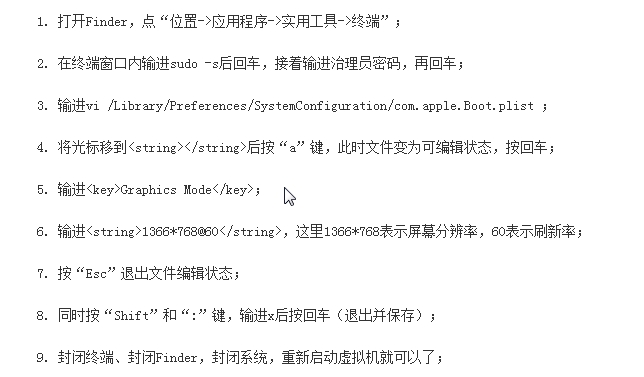 1. 打开Finder，点“位置->应用程序->实用工具->终端”；
2. 在终端窗口内输进sudo -s后回车，接着输进治理员密码，再回车；
3. 输进vi /Library/Preferences/SystemConfiguration/com.apple.Boot.plist ；
4. 将光标移到<string></string>后按“a”键，此时文件变为可编辑状态，按回车；
5. 输进<key>Graphics Mode</key>；
6. 输进<string>1366*768@60</string>，这里1366*768表示屏幕分辨率，60表示刷新率；
7. 按“Esc”退出文件编辑状态；
8. 同时按“Shift”和“:”键，输进x后按回车（退出并保存）；
9. 封闭终端、封闭Finder，封闭系统，重新启动虚拟机就可以了；